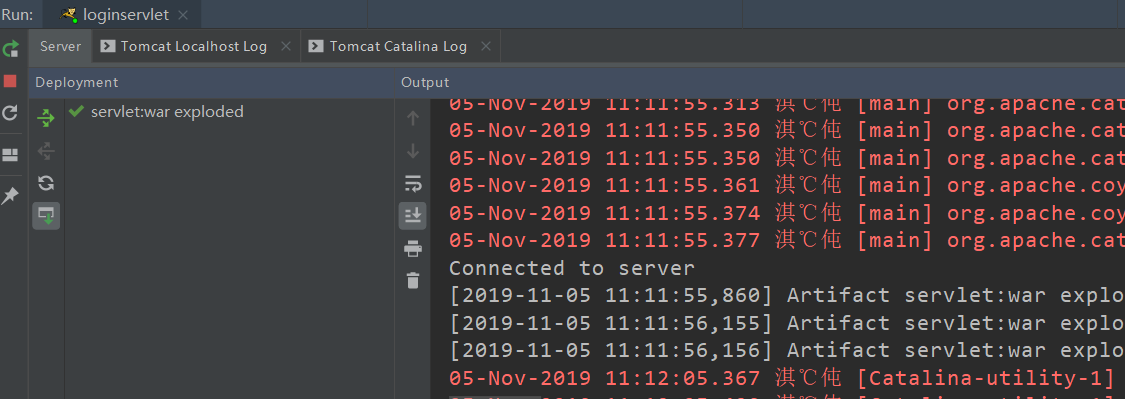 Run: loginservlet
Server Tomcat Localhost Log Tomcat Catalina Log
Deployment Output
servlet:war exploded
05-Nov-2019 11:11:55.313 淇℃伅 [main] org.apache.cat
05-Nov-2019 11:11:55.350 淇℃伅 [main] org.apache.cat
05-Nov-2019 11:11:55.350 淇℃伅 [main] org.apache.cat
05-Nov-2019 11:11:55.361 淇℃伅 [main] org.apache.coy
05-Nov-2019 11:11:55.374 淇℃伅 [main] org.apache.coy
05-Nov-2019 11:11:55.377 淇℃伅 [main] org.apache.cat
Connected to server
[2019-11-05 11:11:55,860] Artifact servlet:war explo
[2019-11-05 11:11:56,155] Artifact servlet:war explo
[2019-11-05 11:11:56,156] Artifact servlet:war explo
05-Nov-2019 11:12:05.367 淇℃伅 [Catalina-utility-1]